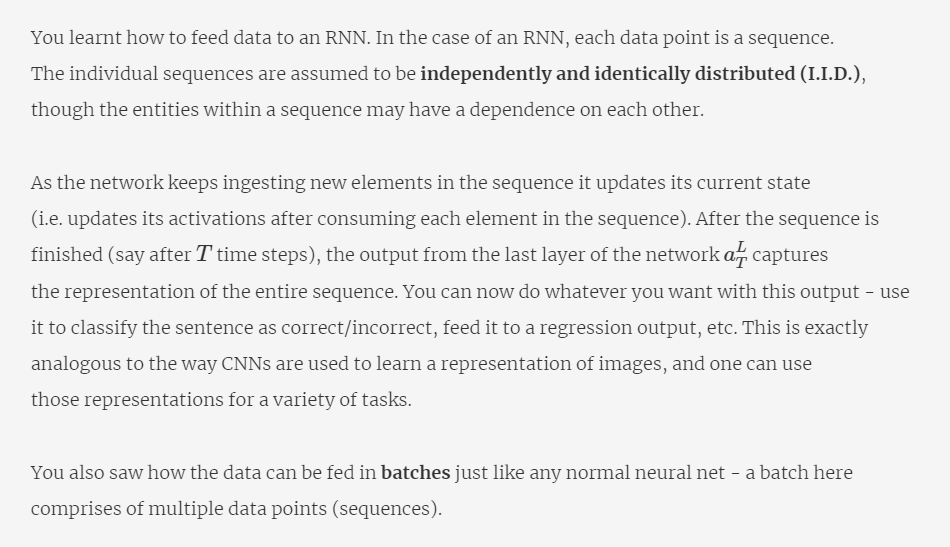 You learnt how to feed data to an RNN. In the case of an RNN, each data point is a sequence.
The individual sequences are assumed to be independently and identically distributed (I.I.D.),
though the entities within a sequence may have a dependence on each other.
As the network keeps ingesting new elements in the sequence it updates its current state
(i.e. updates its activations after consuming each element in the sequence). After the sequence is
finished (say after T time steps), the output from the last layer of the network a_T^L captures
the representation of the entire sequence. You can now do whatever you want with this output - use
it to classify the sentence as correct/incorrect, feed it to a regression output, etc. This is exactly
analogous to the way CNNs are used to learn a representation of images, and one can use
those representations for a variety of tasks.
You also saw how the data can be fed in batches just like any normal neural net - a batch here
comprises of multiple data points (sequences).